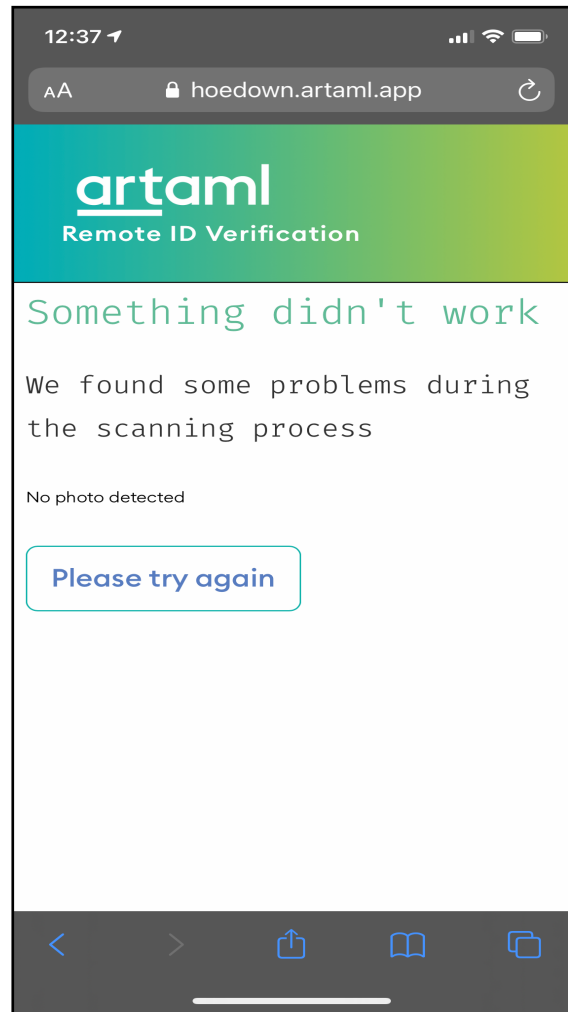 12:37
AA hoedown.artaml.app
artaml
Remote ID Verification
Something didn't work
We found some problems during
the scanning process
No photo detected
Please try again